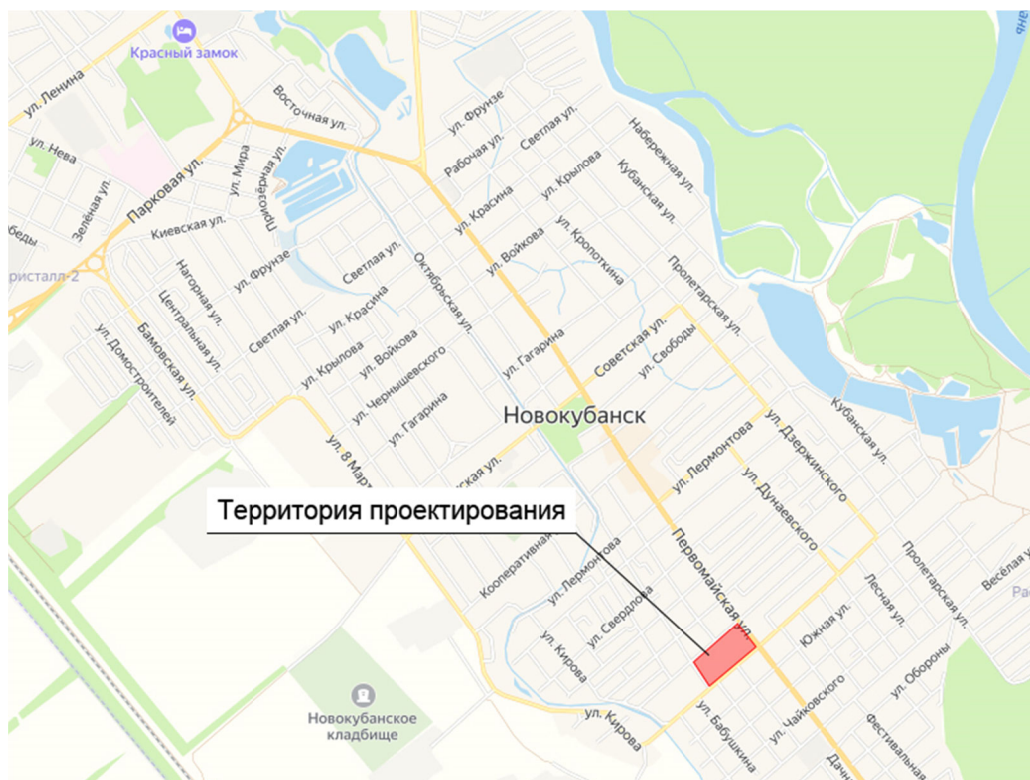 Красный замок
ул. Ленина
Восточная ул.
ул. Фрунзе
Рабочая ул.
Светлая ул.
Набережная ул.
Кубанская ул.
ул. Нева
Парковая ул.
ул. Мира
Приозёрная ул.
Зелёная ул.
Киевская ул.
ул. Красина
ул. Крылова
ул. Войкова
ул. Кропоткина
Пролетарская ул.
ристалл-2
Нагорная ул.
ул. Фрунзе
Светлая ул.
Октябрьская ул.
Центральная ул.
Светлая ул.
ул. Красина
Бамовская ул.
ул. Домостроителей
ул. Крылова
ул. Войкова
ул. Чернышевского
ул. Гагарина
ул. Гагарина
Советская ул.
ул. Свободы
Новокубанск
ул. 8 Март
ская ул.
ул. Лермонтова
ул. Дзержинского
Кубанская ул.
ул. Дунаевского
Территория проектирования
Кооперативная
ул. Лермонтова
ул. Свердлова
Первомайская ул.
ул. Кирова
Пролетарская ул.
Весёлая у
Лесная ул.
Южная ул.
Рас
ул. Обороны
Новокубанское
кладбище
ул. Кирова
ул. Бабушкина
ул. Чайковского
Фестивальная
Дачн